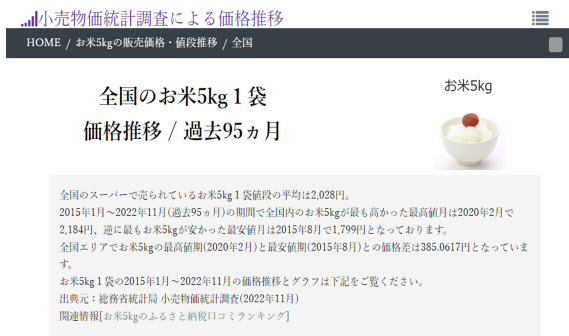 小売物価統計調査による価格推移
HOME / お米5kgの販売価格・値段推移 / 全国
お米5kg
全国のお米5kg 1 袋
価格推移 / 過去95ヵ月
全国のスーパーで売られているお米5kg 1 袋値段の平均は2,028円。
2015年1月～2022年11月(過去95ヵ月)の期間で全国内のお米5kgが最も高かった最高値月は2020年2月で
2,184円、逆に最もお米5kgが安かった最安値月は2015年8月で1,799円となっております。
全国エリアでお米5kgの最高値期(2020年2月)と最安値期(2015年8月)との価格差は385.0617円となっていま
す。
お米5kg 1 袋の2015年1月～2022年11月の価格推移とグラフは下記をご覧ください。
出典元：総務省統計局 小売物価統計調査(2022年11月)
関連情報[お米5kgのふるさと納税口コミランキング]